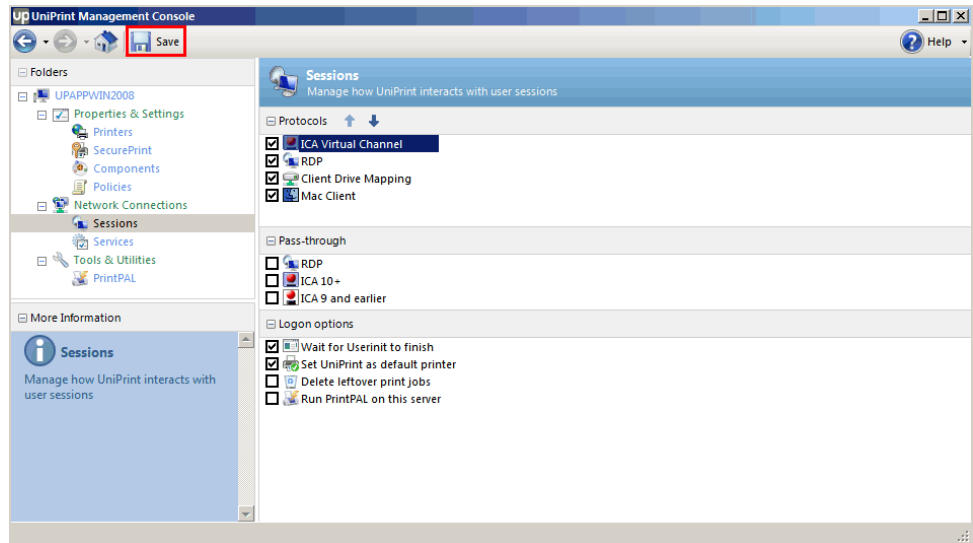 up UniPrint Management Console
Save
Help
Folders
UPAPPWIN2008
Properties & Settings
Printers
SecurePrint
Components
Policies
Network Connections
Sessions
Services
Tools & Utilities
PrintPAL
More Information
Sessions
Manage how UniPrint interacts with
user sessions
Sessions
Manage how UniPrint interacts with user sessions
Protocols
ICA Virtual Channel
RDP
Client Drive Mapping
Mac Client
Pass-through
RDP
ICA 10+
ICA 9 and earlier
Logon options
Wait for Userinit to finish
Set UniPrint as default printer
Delete leftover print jobs
Run PrintPAL on this server